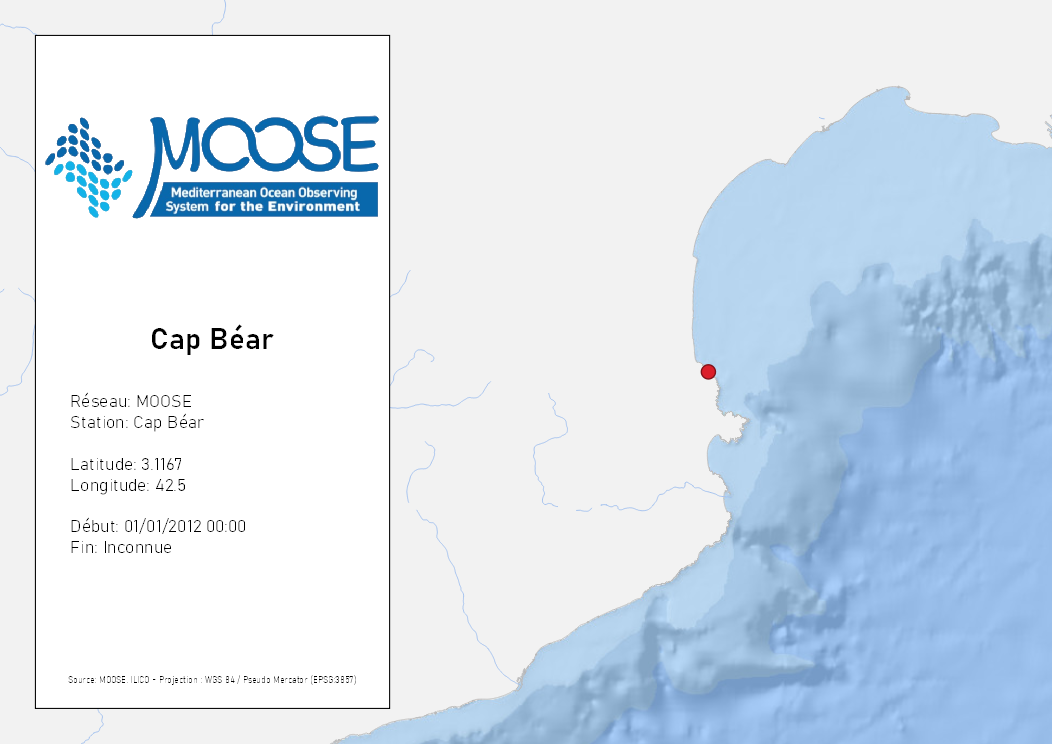 MOOSE
Mediterranean Ocean Observing
System for the Environment
Cap Béar
Réseau: MOOSE
Station: Cap Béar
Latitude: 3.1167
Longitude: 42.5
Début: 01/01/2012 00:00
Fin: Inconnue
Source: MOOSE, ILICO - Projection : WGS 84 / Pseudo Mercator (EPSG:3857)